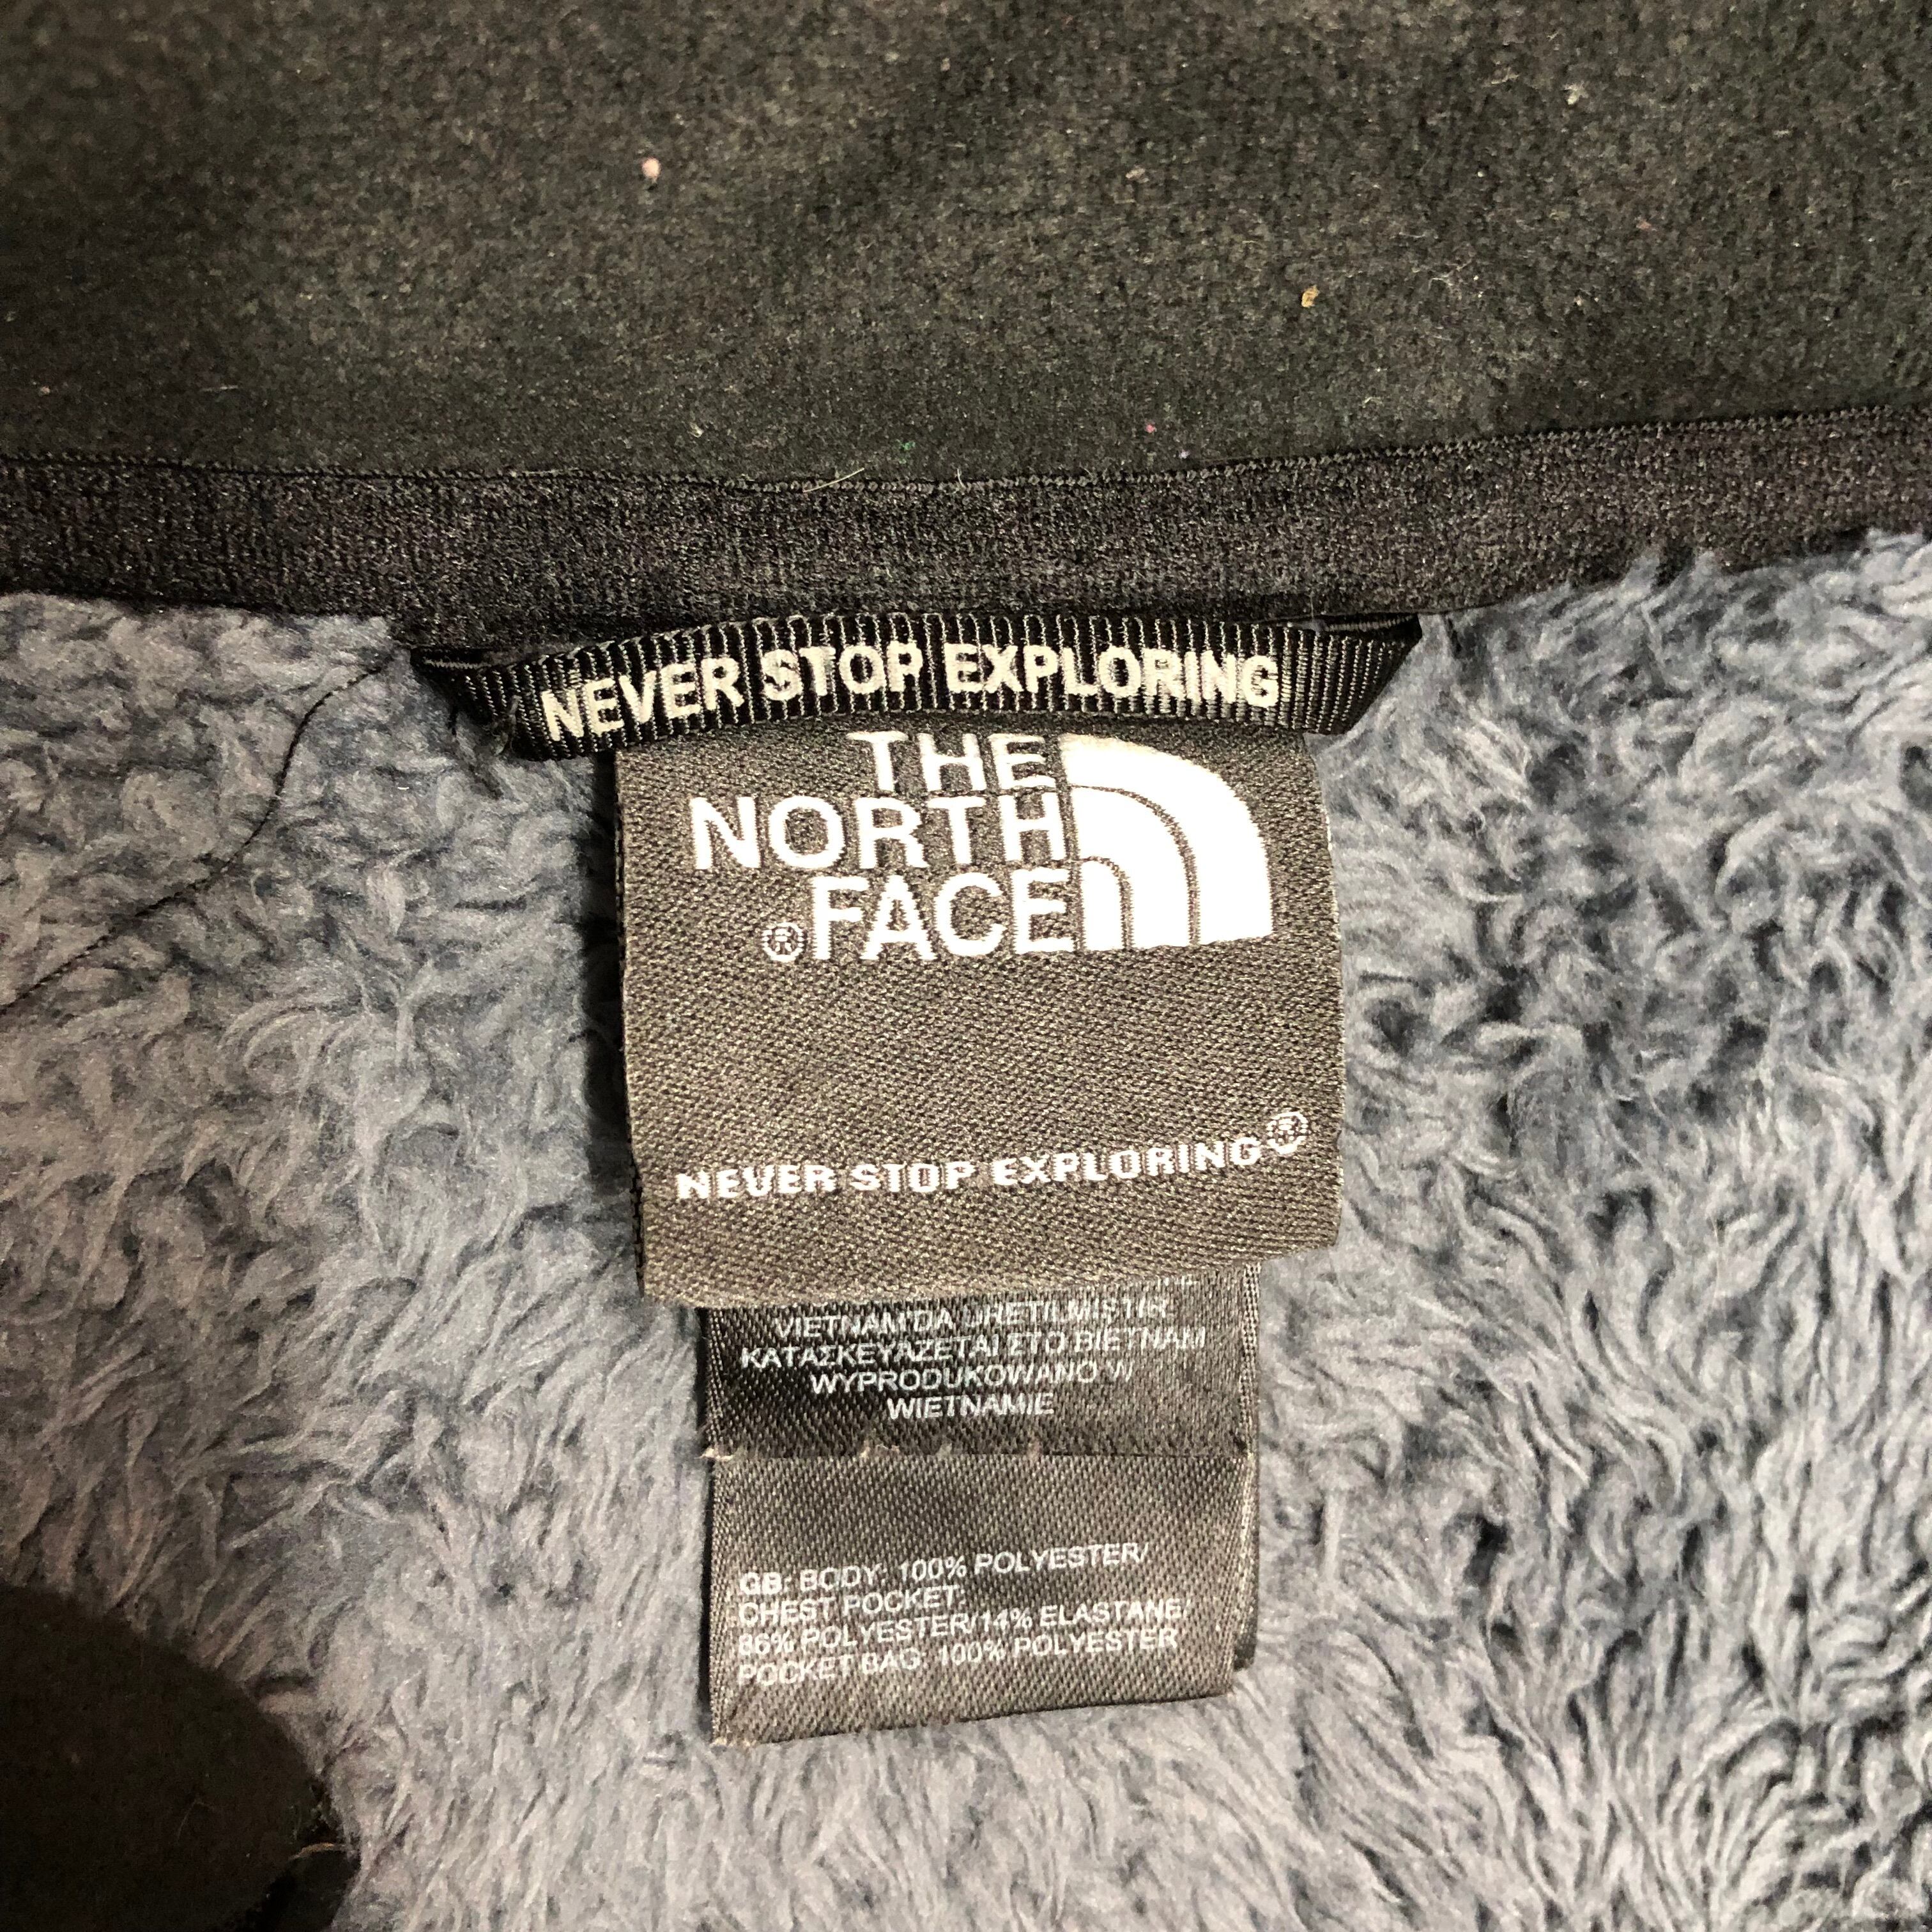 NEVER STOP EXPLORING
THE
NORTH
®FACE
NEVER STOP EXPLORING®
VIETNAM'DA ÜRETILMIŞTIR
ΚΑΤΑΣΚΕΥΑΖΕΤΑΙ ΣΤΟ ΒΙΕΤΝΑΜ
WYPRODUKOWANO W
WIETNAMIE
GB: BODY: 100% POLYESTER/
CHEST POCKET:
86% POLYESTER/14% ELASTANE/
POCKET BAG: 100% POLYESTER